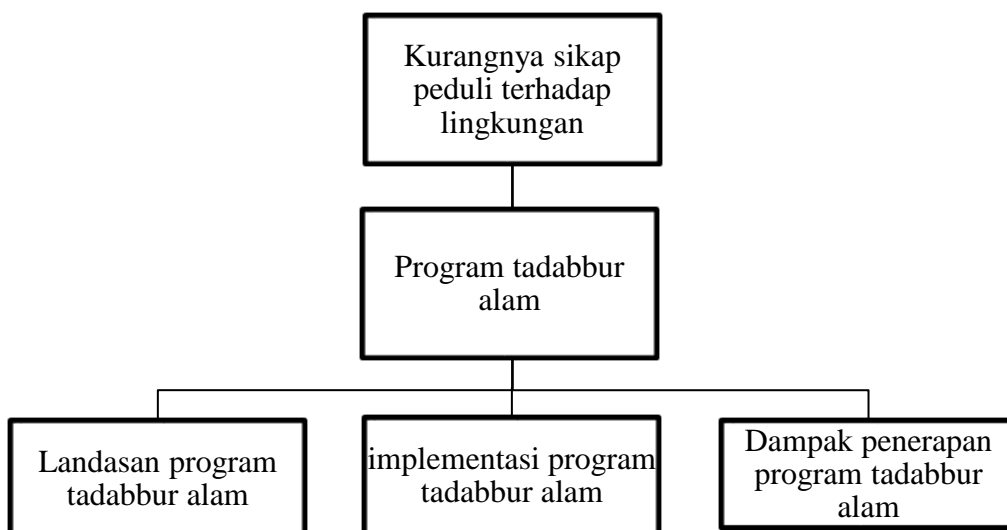 Kurangnya sikap
peduli terhadap
lingkungan
Program tadabbur
alam
Landasan program
tadabbur alam
implementasi program
tadabbur alam
Dampak penerapan
program tadabbur
alam